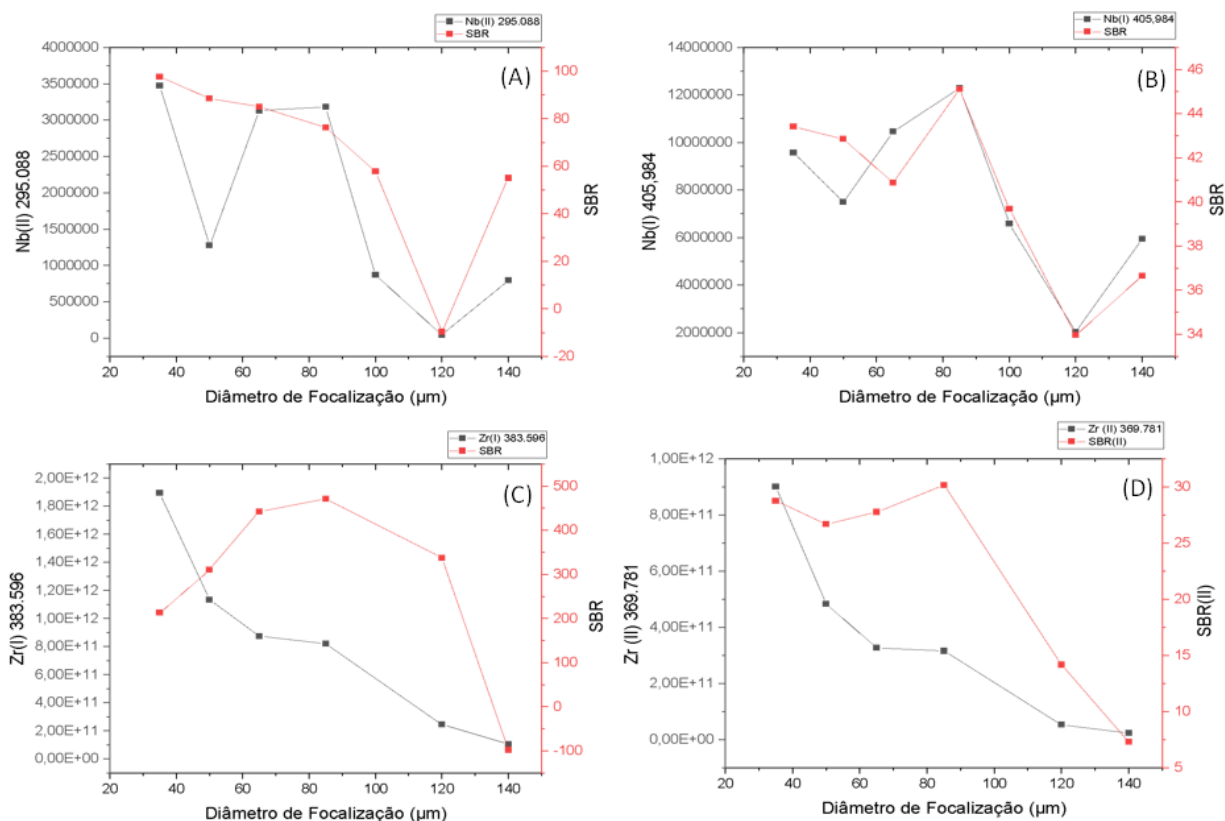 Nb(II) 295.088
SBR
(A)
4000000
3500000
3000000
2500000
2000000
1500000
1000000
500000
0
100
80
60
40
20
0
-20
Nb(II) 295.088
SBR
20 40 60 80 100 120 140
Diâmetro de Focalização (µm)
Nb(I) 405,984
SBR
(B)
14000000
12000000
10000000
8000000
6000000
4000000
2000000
46
44
42
40
38
36
34
Nb(I) 405,984
SBR
20 40 60 80 100 120 140
Diâmetro de Focalização (µm)
Zr(I) 383.596
SBR
(C)
2,00E+12
1,80E+12
1,60E+12
1,40E+12
1,20E+12
1,00E+12
8,00E+11
6,00E+11
4,00E+11
2,00E+11
0,00E+00
500
400
300
200
100
0
-100
Zr(I) 383.596
SBR
20 40 60 80 100 120 140
Diâmetro de Focalização (µm)
Zr (II) 369.781
SBR(II)
(D)
1,00E+12
8,00E+11
6,00E+11
4,00E+11
2,00E+11
0,00E+00
30
25
20
15
10
5
Zr (II) 369.781
SBR(II)
20 40 60 80 100 120 140
Diâmetro de Focalização (µm)